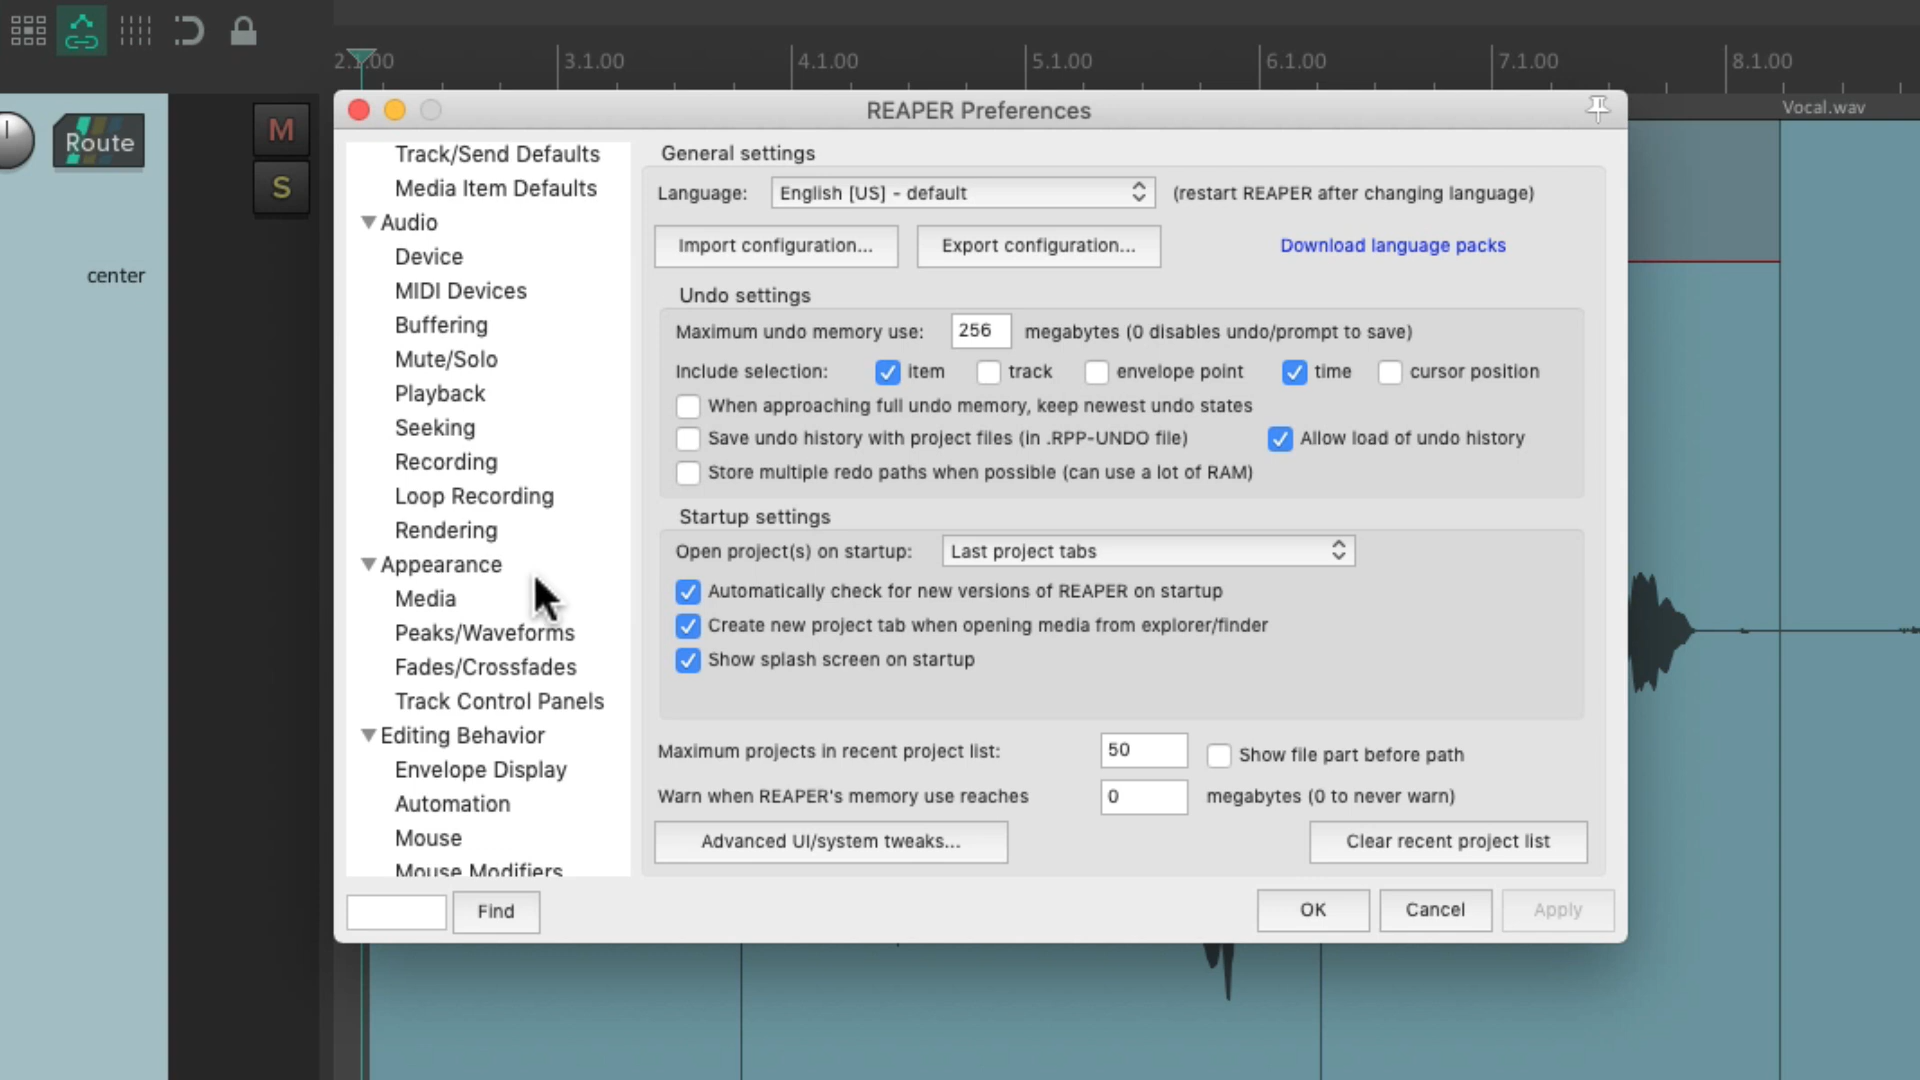 2.1.00 3.1.00 4.1.00 5.1.00 6.1.00 7.1.00 8.1.00
REAPER Preferences
Vocal.wav
Route
M
S
center
Track/Send Defaults
Media Item Defaults
Audio
Device
MIDI Devices
Buffering
Mute/Solo
Playback
Seeking
Recording
Loop Recording
Rendering
Appearance
Media
Peaks/Waveforms
Fades/Crossfades
Track Control Panels
Editing Behavior
Envelope Display
Automation
Mouse
Mouse Modifiers
Find
General settings
Language: English [US] - default (restart REAPER after changing language)
Import configuration... Export configuration... Download language packs
Undo settings
Maximum undo memory use: 256 megabytes (0 disables undo/prompt to save)
Include selection: item track envelope point time cursor position
When approaching full undo memory, keep newest undo states
Save undo history with project files (in .RPP-UNDO file) Allow load of undo history
Store multiple redo paths when possible (can use a lot of RAM)
Startup settings
Open project(s) on startup: Last project tabs
Automatically check for new versions of REAPER on startup
Create new project tab when opening media from explorer/finder
Show splash screen on startup
Maximum projects in recent project list: 50 Show file part before path
Warn when REAPER's memory use reaches 0 megabytes (0 to never warn)
Advanced UI/system tweaks... Clear recent project list
OK Cancel Apply